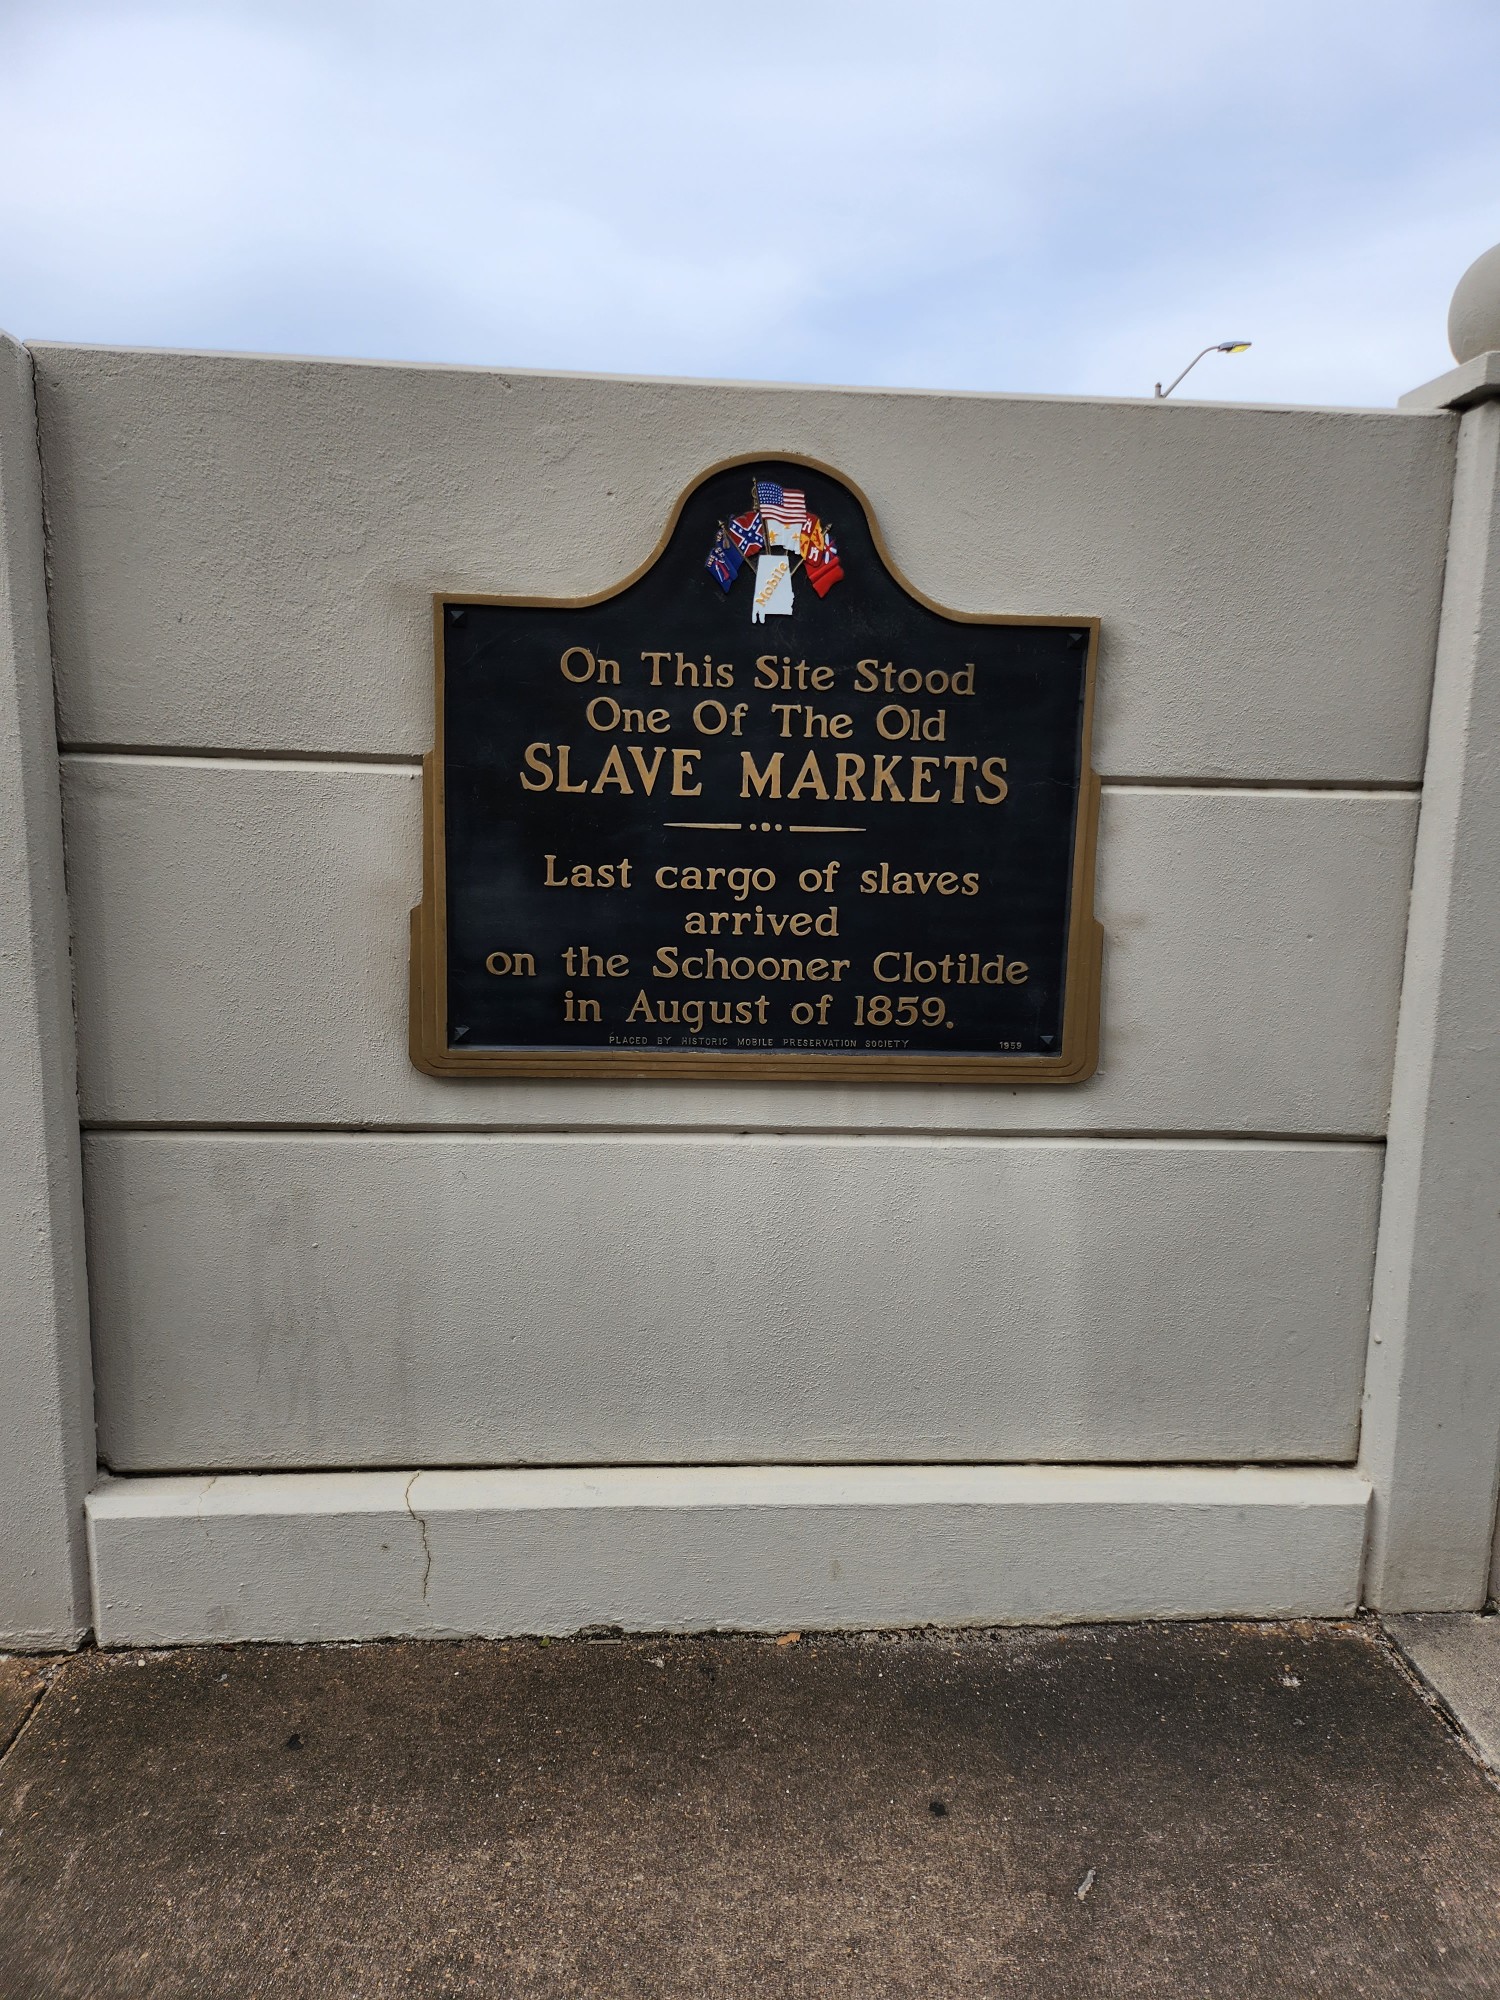 Mobile
On This Site Stood
One Of The Old
SLAVE MARKETS
Last cargo of slaves
arrived
on the Schooner Clotilde
in August of 1859.
PLACED BY HISTORIC MOBILE PRESERVATION SOCIETY 1959